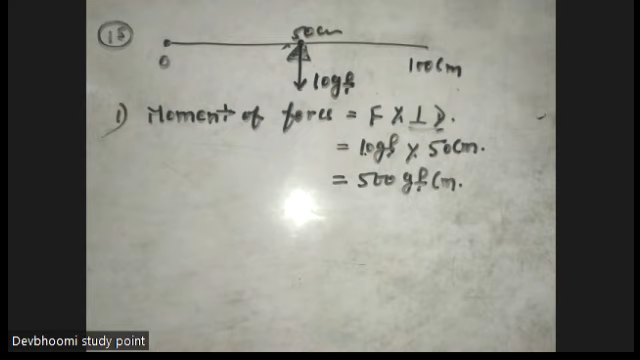 15
50cm
0
100cm
10gf
1) Moment of force = F X ⊥ D.
= 10gf x 50cm.
= 500 gf cm.
Devbhoomi study point